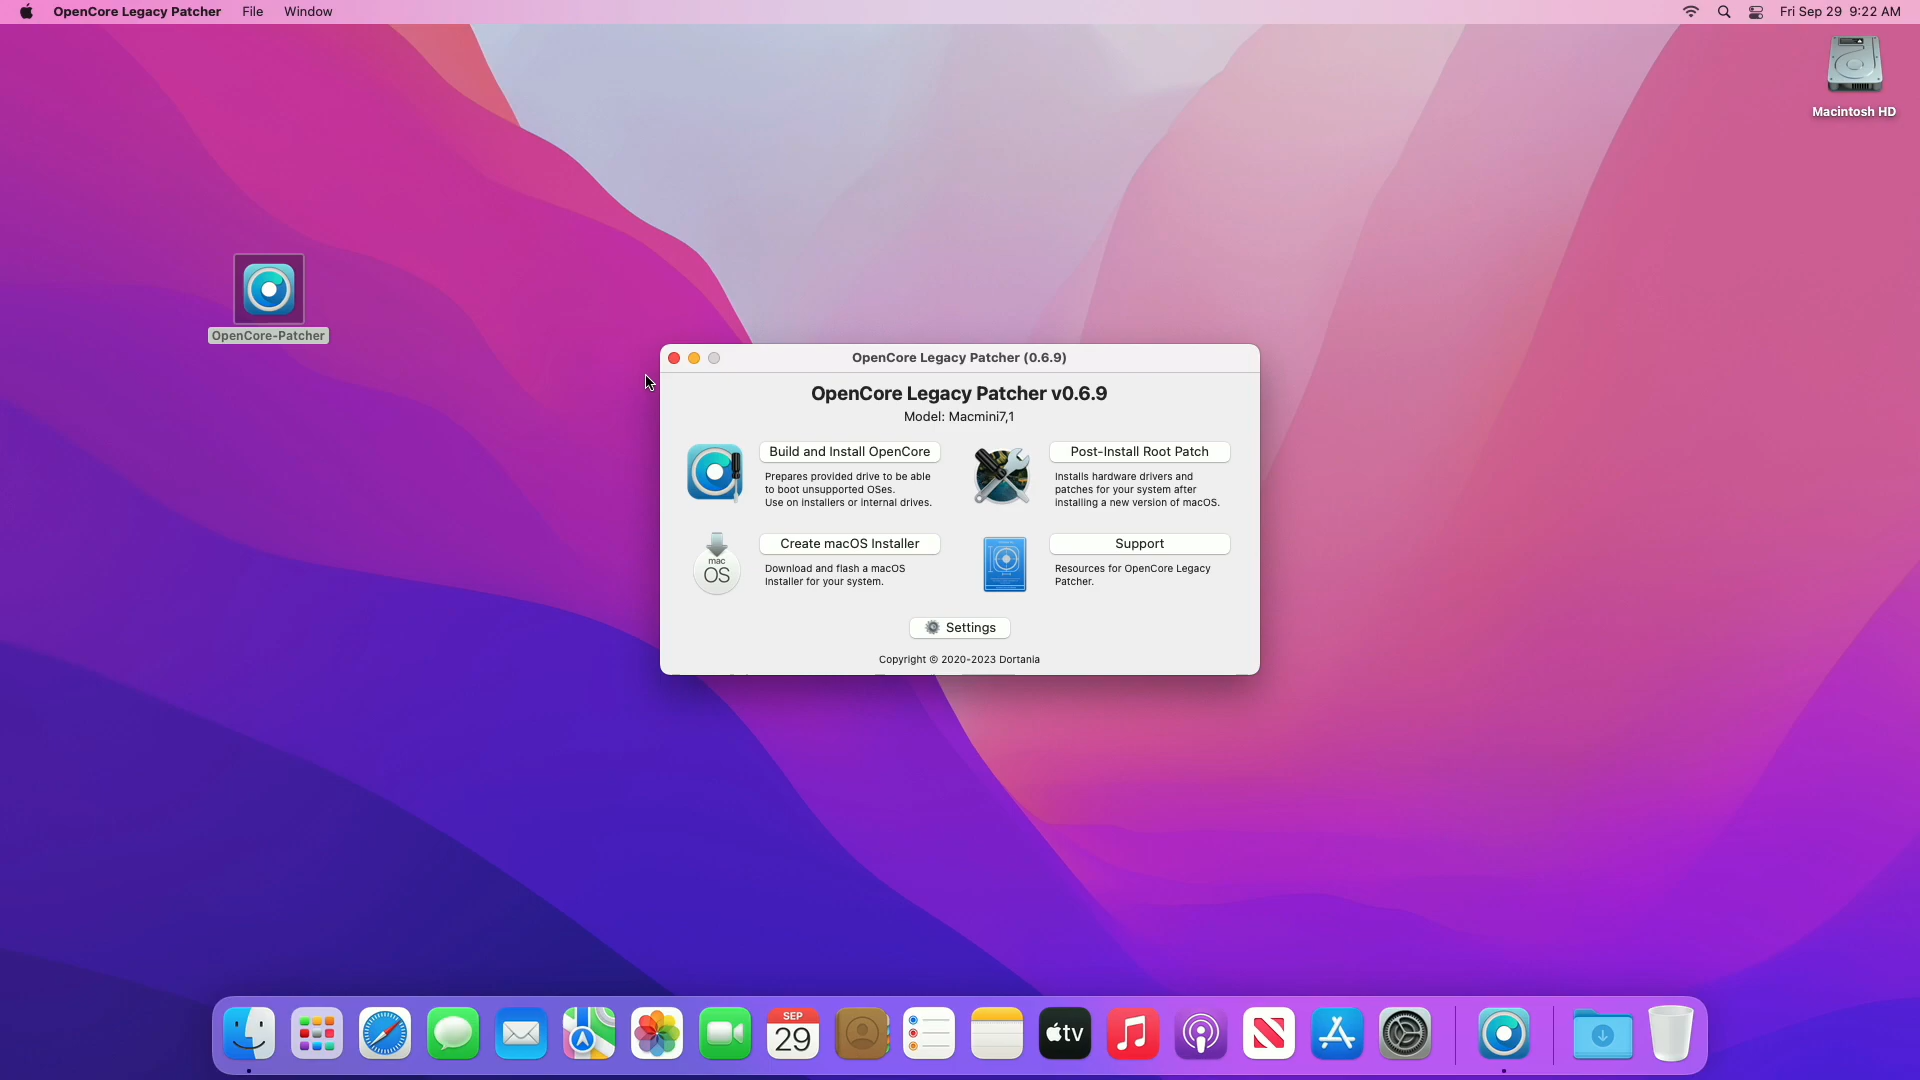 OpenCore Legacy Patcher File Window
Fri Sep 29 9:22 AM
Macintosh HD
OpenCore-Patcher
OpenCore Legacy Patcher (0.6.9)
OpenCore Legacy Patcher v0.6.9
Model: Macmini7,1
Build and Install OpenCore
Prepares provided drive to be able
to boot unsupported OSes.
Use on installers or internal drives.
Post-Install Root Patch
Installs hardware drivers and
patches for your system after
installing a new version of macOS.
mac
OS
Create macOS Installer
Download and flash a macOS
Installer for your system.
Support
Resources for OpenCore Legacy
Patcher.
Settings
Copyright © 2020-2023 Dortania
SEP
29
tv